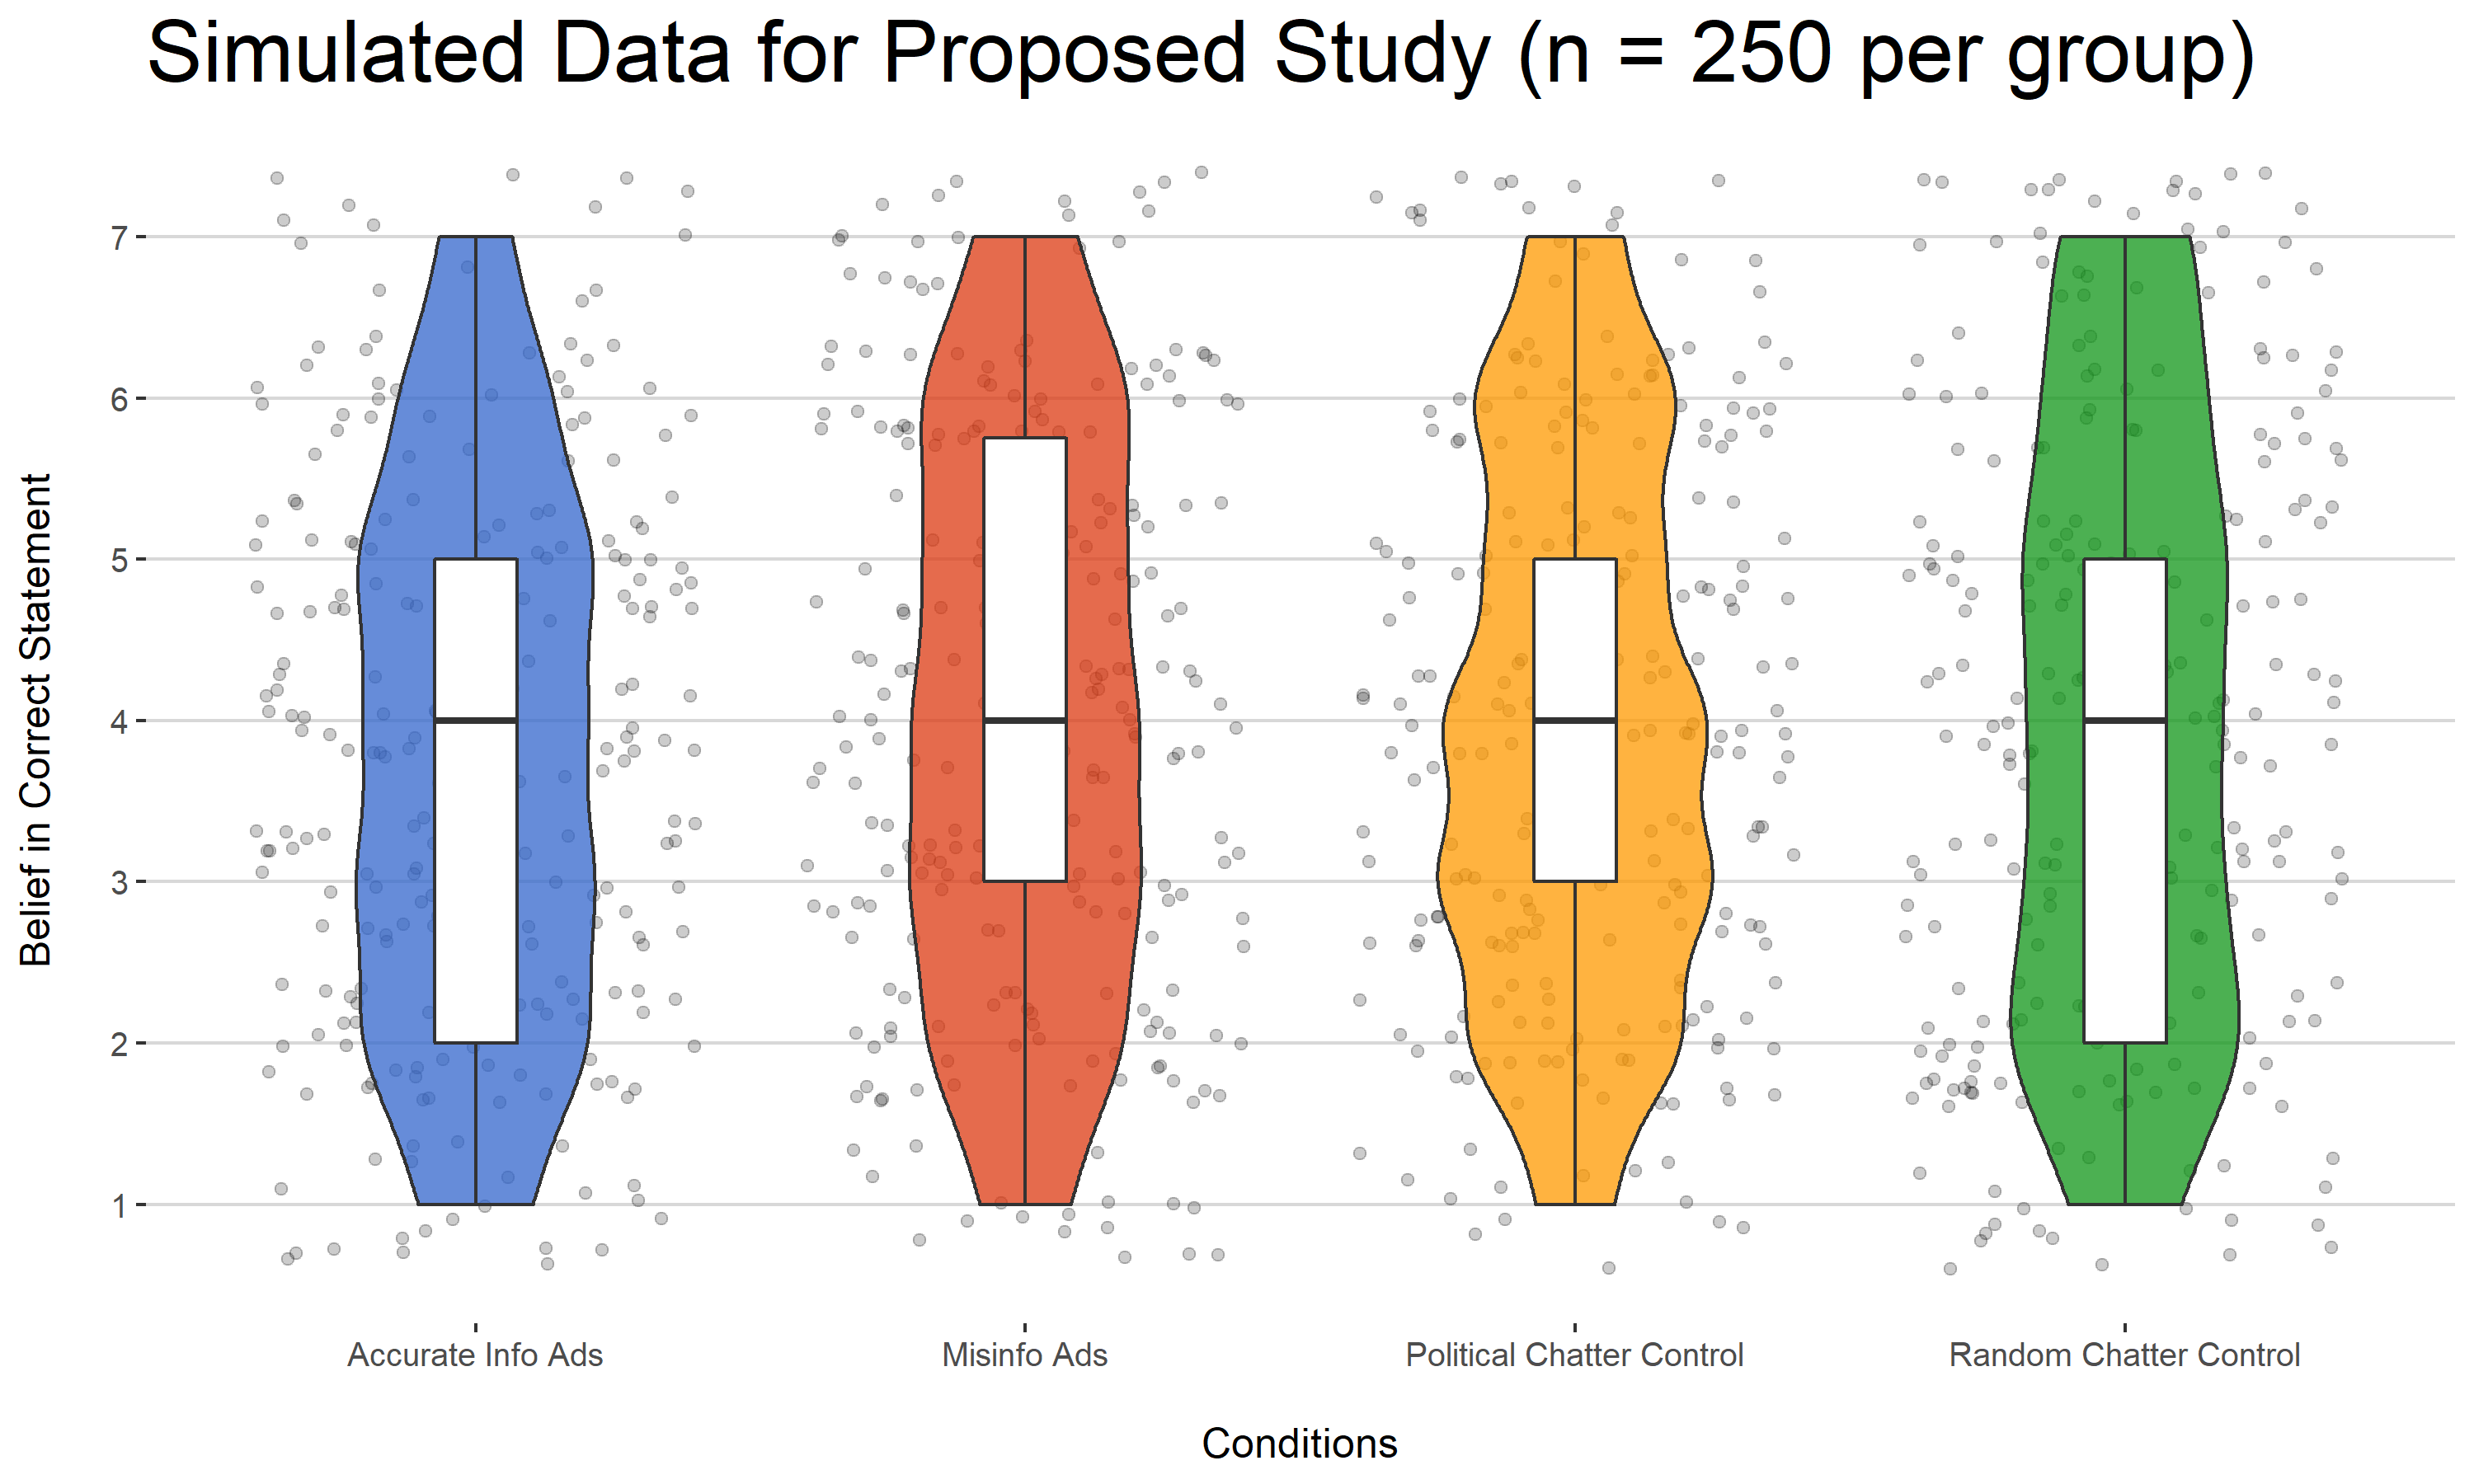 Simulated Data for Proposed Study (n = 250 per group)
Belief in Correct Statement
7
6
5
4
3
2
1
Accurate Info Ads
Misinfo Ads
Political Chatter Control
Random Chatter Control
Conditions